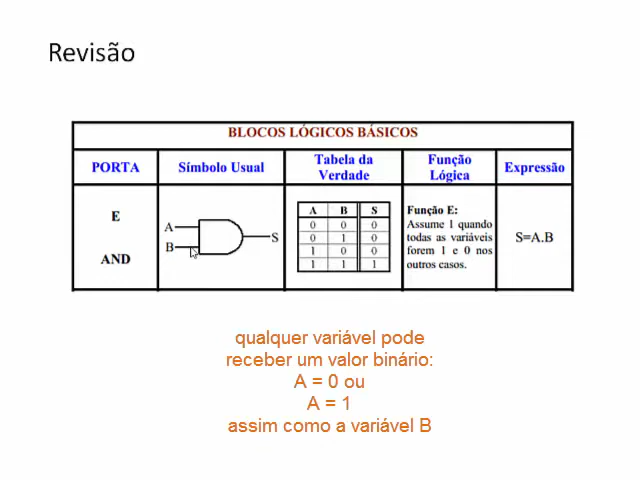 Revisão
BLOCOS LÓGICOS BÁSICOS
PORTA
Símbolo Usual
Tabela da
Verdade
Função
Lógica
Expressão
E
AND
A
B
S
A B S
0 0 0
0 1 0
1 0 0
1 1 1
Função E:
Assume 1 quando
todas as variáveis
forem 1 e 0 nos
outros casos.
S=A.B
qualquer variável pode
receber um valor binário:
A = 0 ou
A = 1
assim como a variável B